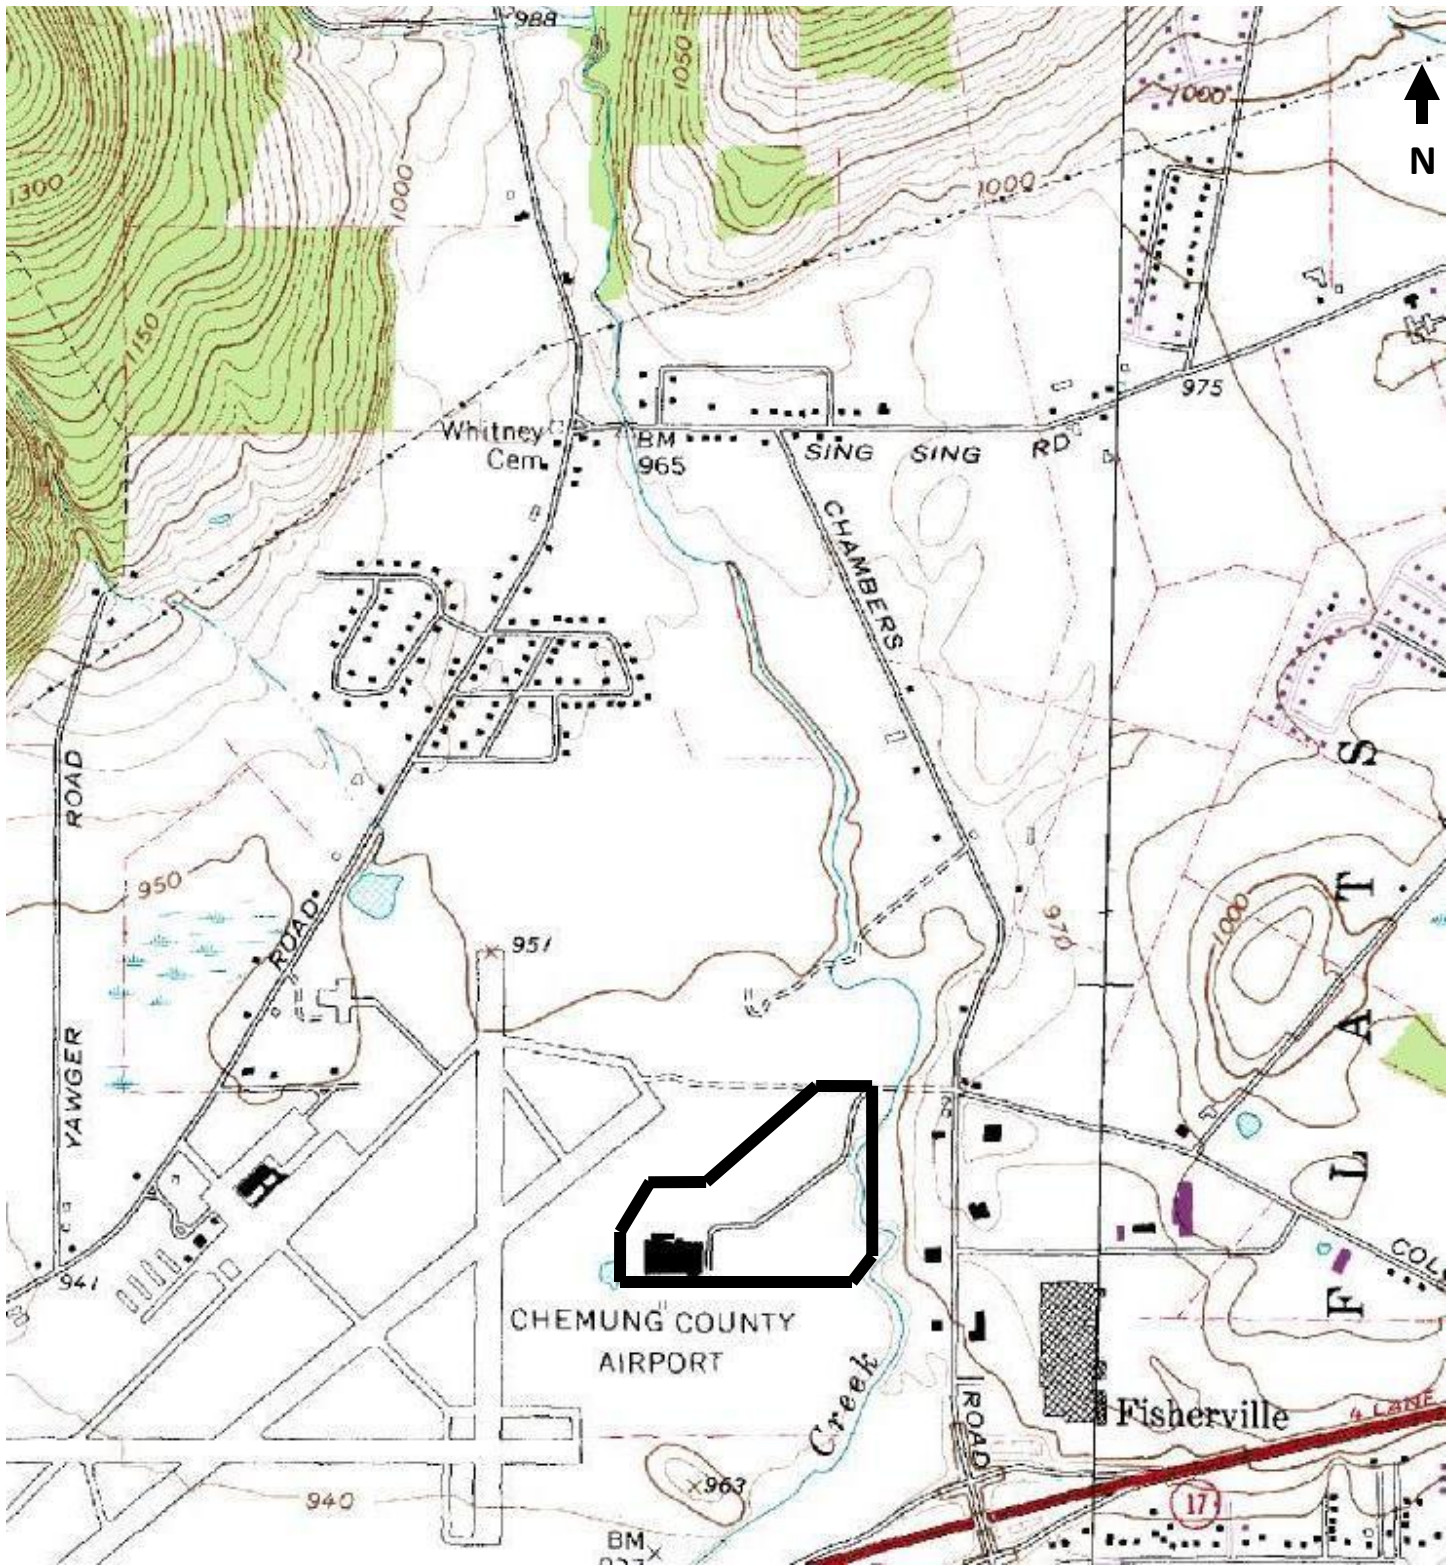 988
1050
1000
N
1300
1000
1000
1150
975
Whitney
Cem
BM
965
SING SING RD
CHAMBERS
ROAD
S
950
ROAD
951
970
1000
T
A
YAWGER
L
941
COL
F
CHEMUNG COUNTY
AIRPORT
Creek
ROAD
Fisherville
4 LANE
963
940
17
BM